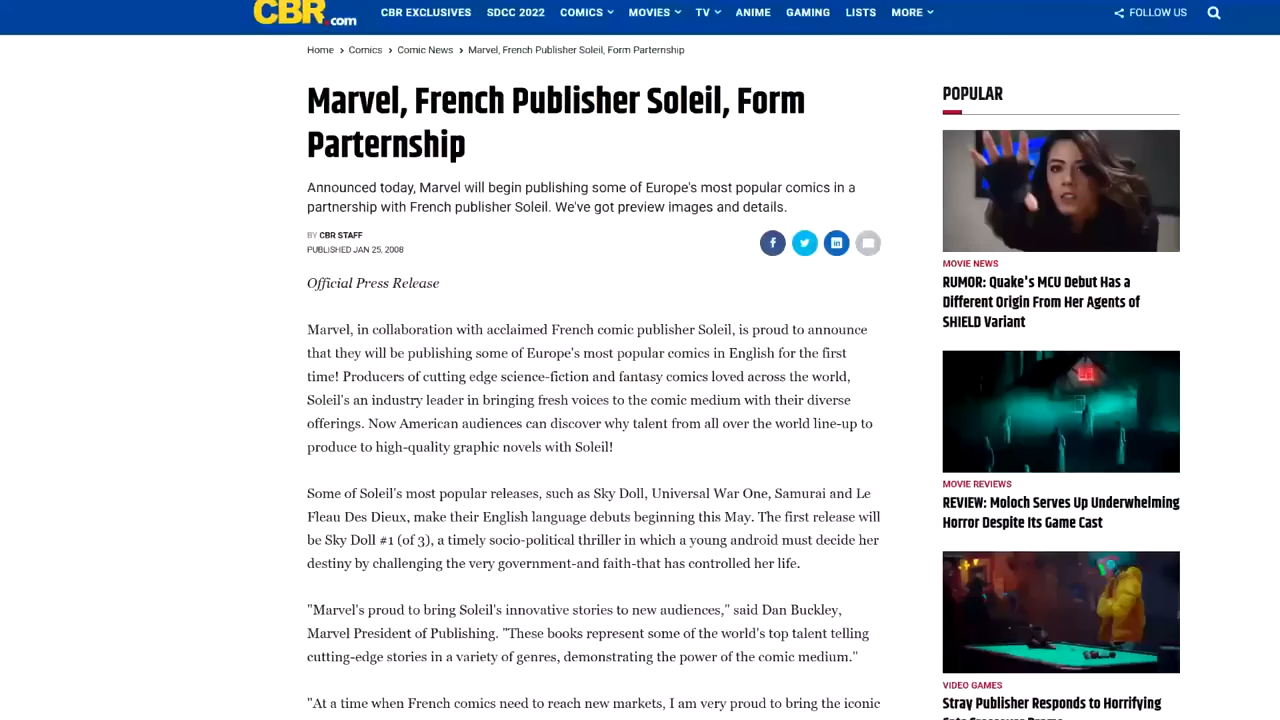 CBR.com
CBR EXCLUSIVES SDCC 2022 COMICS MOVIES TV ANIME GAMING LISTS MORE FOLLOW US
Home > Comics > Comic News > Marvel, French Publisher Soleil, Form Parternship
Marvel, French Publisher Soleil, Form
Parternship
Announced today, Marvel will begin publishing some of Europe's most popular comics in a
partnership with French publisher Soleil. We've got preview images and details.
BY CBR STAFF
PUBLISHED JAN 25, 2008
Official Press Release
Marvel, in collaboration with acclaimed French comic publisher Soleil, is proud to announce
that they will be publishing some of Europe's most popular comics in English for the first
time! Producers of cutting edge science-fiction and fantasy comics loved across the world,
Soleil's an industry leader in bringing fresh voices to the comic medium with their diverse
offerings. Now American audiences can discover why talent from all over the world line-up to
produce to high-quality graphic novels with Soleil!
Some of Soleil's most popular releases, such as Sky Doll, Universal War One, Samurai and Le
Fleau Des Dieux, make their English language debuts beginning this May. The first release will
be Sky Doll #1 (of 3), a timely socio-political thriller in which a young android must decide her
destiny by challenging the very government-and faith-that has controlled her life.
"Marvel's proud to bring Soleil's innovative stories to new audiences," said Dan Buckley,
Marvel President of Publishing. "These books represent some of the world's top talent telling
cutting-edge stories in a variety of genres, demonstrating the power of the comic medium."
"At a time when French comics need to reach new markets, I am very proud to bring the iconic
POPULAR
MOVIE NEWS
RUMOR: Quake's MCU Debut Has a
Different Origin From Her Agents of
SHIELD Variant
MOVIE REVIEWS
REVIEW: Moloch Serves Up Underwhelming
Horror Despite Its Game Cast
VIDEO GAMES
Stray Publisher Responds to Horrifying